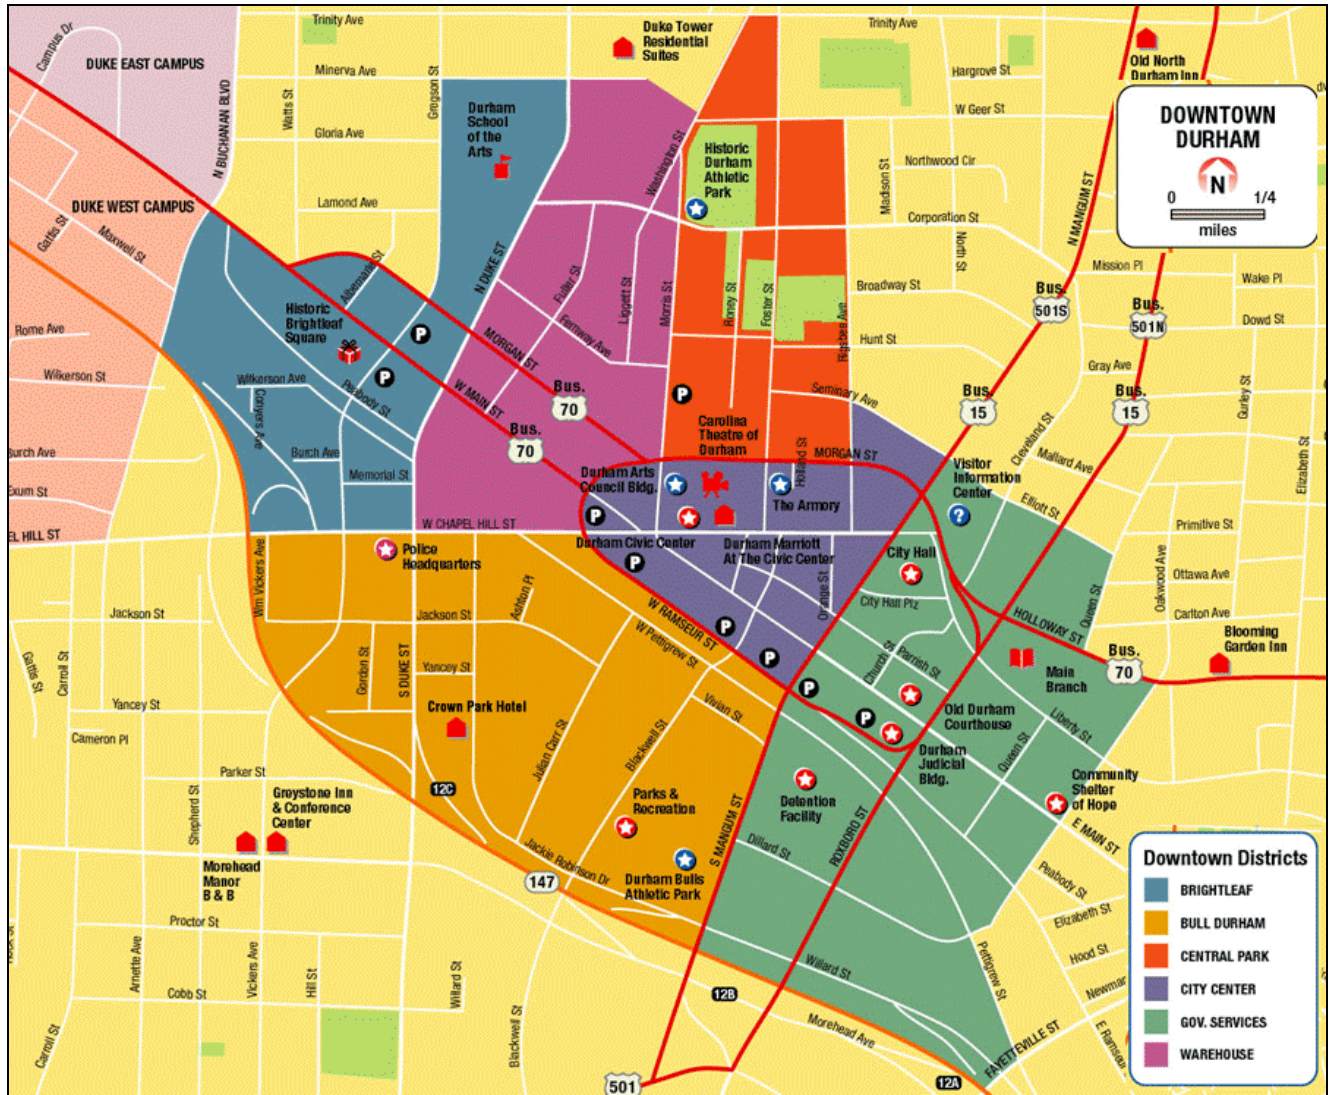 Campus Dr
DUKE EAST CAMPUS
N BUCHANAN BLVD
Trinity Ave
Minerva Ave
Watts St
Gloria Ave
Gregson St
Lamond Ave
Duke Tower
Residential
Suites
Trinity Ave
Hargrove St
W Geer St
Old North
Durham Inn
DOWNTOWN
DURHAM
N
0 1/4
miles
Durham
School
of the
Arts
Washington St
Historic
Durham
Athletic
Park
Northwood Cir
Madison St
Corporation St
North St
N MANGUM ST
DUKE WEST CAMPUS
Gattis St
Maxwell St
Albemarle St
N DUKE ST
Fuller St
Liggett St
Morris St
Roney St
Foster St
Rigsbee Ave
Broadway St
Hunt St
Mission Pl
Wake Pl
Dowd St
Bus.
501S
Bus.
501N
Historic
Brightleaf
Square
P
P
MORGAN ST
Fernway Ave
W MAIN ST
Bus.
70
Bus.
70
Rome Ave
Wilkerson St
Wilkerson Ave
Peabody St
Conyers Ave
Burch Ave
Memorial St
Burch Ave
Exum St
P
Carolina
Theatre of
Durham
Seminary Ave
MORGAN ST
Holland St
Bus.
15
Bus.
15
Gray Ave
Gurley St
Cleveland St
Mallard Ave
Elizabeth St
Elliott St
Visitor
Information
Center
?
Durham Arts
Council Bldg.
The Armory
P
EL HILL ST
W CHAPEL HILL ST
Durham Civic Center
Durham Marriott
At The Civic Center
P
City Hall
City Hall Plz
Orange St
Primitive St
Oakwood Ave
Ottawa Ave
Carlton Ave
Queen St
HOLLOWAY ST
Bus.
70
Blooming
Garden Inn
Police
Headquarters
Wm Vickers Ave
Jackson St
Jackson St
Ashton Pl
W RAMSEUR ST
W Pettigrew St
P
P
P
P
Church St
Parrish St
Main
Branch
Gattis St
Carroll St
Gordon St
S DUKE ST
Yancey St
Yancey St
Cameron Pl
Crown Park Hotel
Vivian St
Julian Carr St
Blackwell St
Old Durham
Courthouse
Durham
Judicial
Bldg.
Liberty St
Queen St
Parker St
Shepherd St
Greystone Inn
& Conference
Center
Morehead
Manor
B & B
12C
Parks &
Recreation
Durham Bulls
Athletic Park
Jackie Robinson Dr
147
S MANGUM ST
Detention
Facility
Dillard St
ROXBORO ST
Community
Shelter
of Hope
E MAIN ST
Peabody St
Elizabeth St
Hood St
Newmar
Pettigrew St
E Ramseur
FAYETTEVILLE ST
Proctor St
Arnette Ave
Vickers Ave
Hill St
Cobb St
Carroll St
Willard St
Blackwell St
Willard St
Morehead Ave
12B
12A
501
Downtown Districts
BRIGHTLEAF
BULL DURHAM
CENTRAL PARK
CITY CENTER
GOV. SERVICES
WAREHOUSE